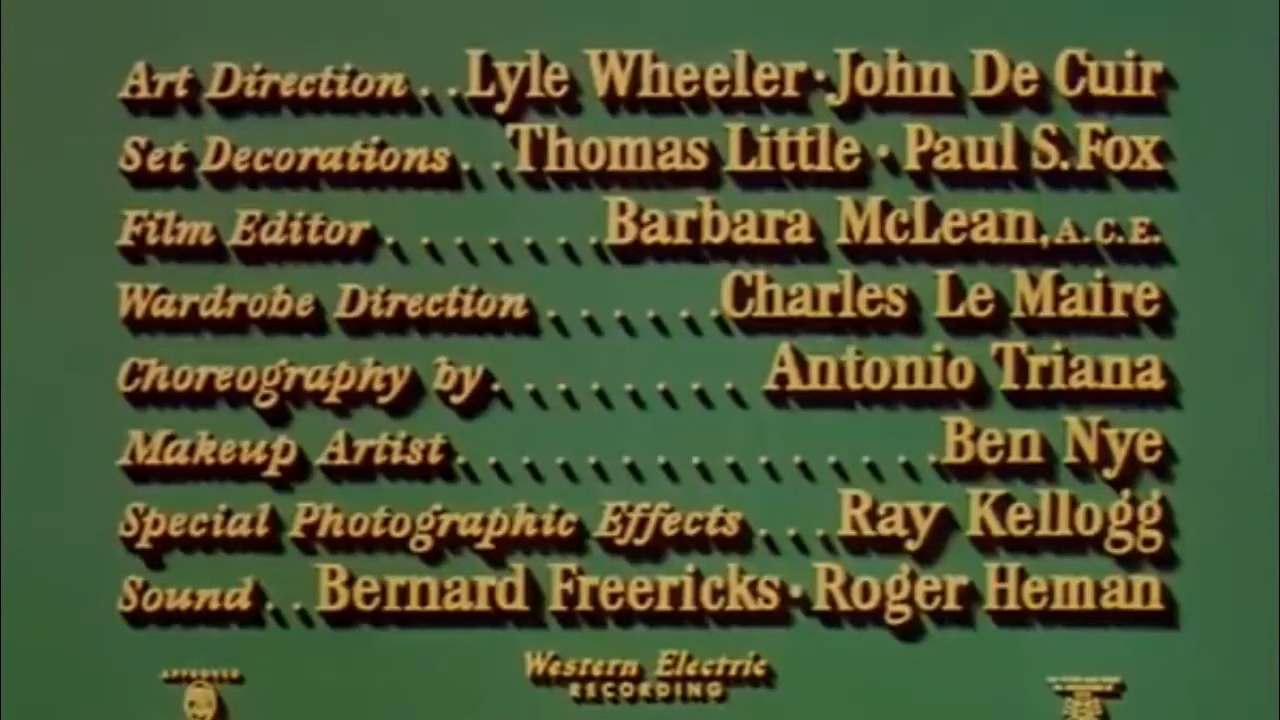 Art Direction . . Lyle Wheeler · John De Cuir
Set Decorations . . Thomas Little · Paul S. Fox
Film Editor . . . . . . . Barbara McLean, A.C.E.
Wardrobe Direction . . . . . . Charles Le Maire
Choreography by . . . . . . . . Antonio Triana
Makeup Artist . . . . . . . . . . . . . . Ben Nye
Special Photographic Effects . . . Ray Kellogg
Sound . . Bernard Freericks · Roger Heman
Western Electric
RECORDING
APPROVED